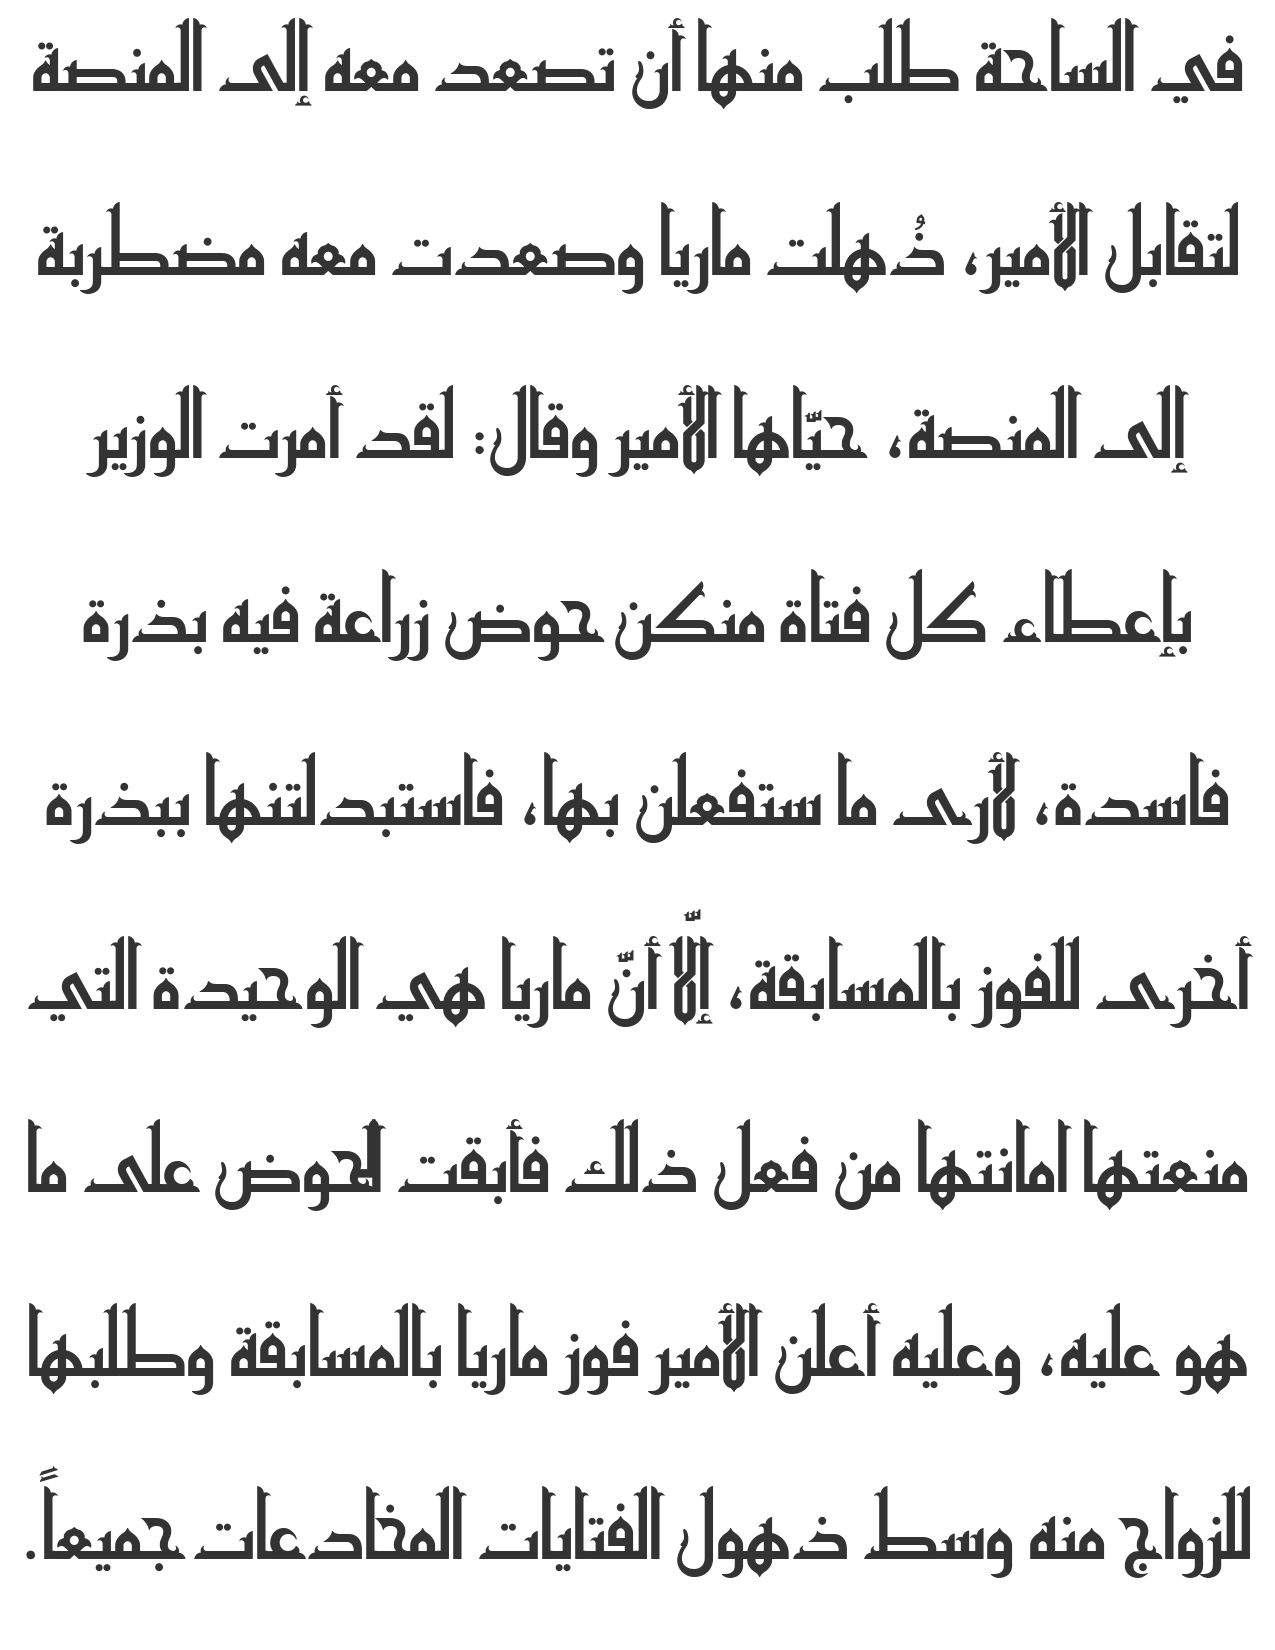 في الساحة طلب منها أن تصعد معه إلى المنصة
لتقابل الأمير، ذُهلت ماريا وصعدت معه مضطربة
إلى المنصة، حيّاها الأمير وقال: لقد أمرت الوزير
بإعطاء كل فتاة منكن حوض زراعة فيه بذرة
فاسدة، لأرى ما ستفعلن بها، فاستبدلتنها ببذرة
أخرى للفوز بالمسابقة، إلّا أنّ ماريا هي الوحيدة التي
منعتها امانتها من فعل ذلك فأبقت الحوض على ما
هو عليه، وعليه أعلن الأمير فوز ماريا بالمسابقة وطلبها
للزواج منه وسط ذهول الفتايات المخادعات جميعاً.